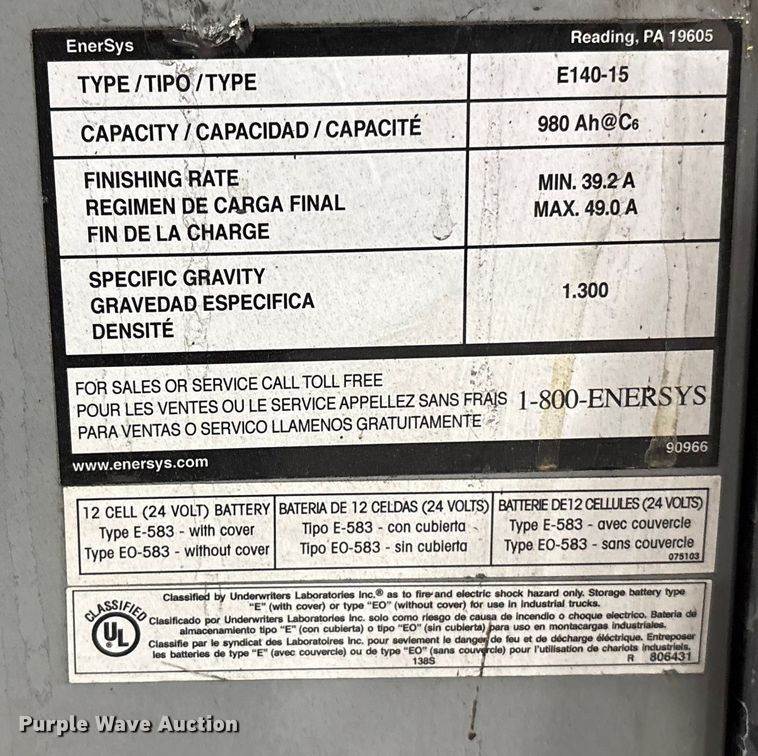 EnerSys
Reading, PA 19605
TYPE / TIPO / TYPE
E140-15
CAPACITY / CAPACIDAD / CAPACITÉ
980 Ah@C6
FINISHING RATE
REGIMEN DE CARGA FINAL
FIN DE LA CHARGE
MIN. 39.2 A
MAX. 49.0 A
SPECIFIC GRAVITY
GRAVEDAD ESPECIFICA
DENSITÉ
1.300
FOR SALES OR SERVICE CALL TOLL FREE
POUR LES VENTES OU LE SERVICE APPELLEZ SANS FRAIS
PARA VENTAS O SERVICO LLAMENOS GRATUITAMENTE
1-800-ENERSYS
www.enersys.com
90966
12 CELL (24 VOLT) BATTERY
Type E-583 - with cover
Type EO-583 - without cover
BATERIA DE 12 CELDAS (24 VOLTS)
Tipo E-583 - con cubierta
Tipo EO-583 - sin cubierta
BATTERIE DE12 CELLULES (24 VOLTS)
Type E-583 - avec couvercle
Type EO-583 - sans couvercle
075103
CLASSIFIED
UL
Classified by Underwriters Laboratories Inc.® as to fire and electric shock hazard only. Storage battery type
"E" (with cover) or type "EO" (without cover) for use in industrial trucks.
Clasificado por Underwriters Laboratories Inc. solo como riesgo de causa de incendio o choque electrico. Bateria de
almacenamiento tipo "E" (con cubierta) o tipo "EO" (sin cubierta) para uso en montacargas industriales.
Classifie par le syndicat des Laboratoires Inc. pour sevlement le danger de feu et de décharge éléctrique. Entreposer
les batteries de type "E" (avec couvercle) ou de type "EO" (sans couvercle) pour l'utilisation de chariots industriels.
138S
R 806431
Purple Wave Auction